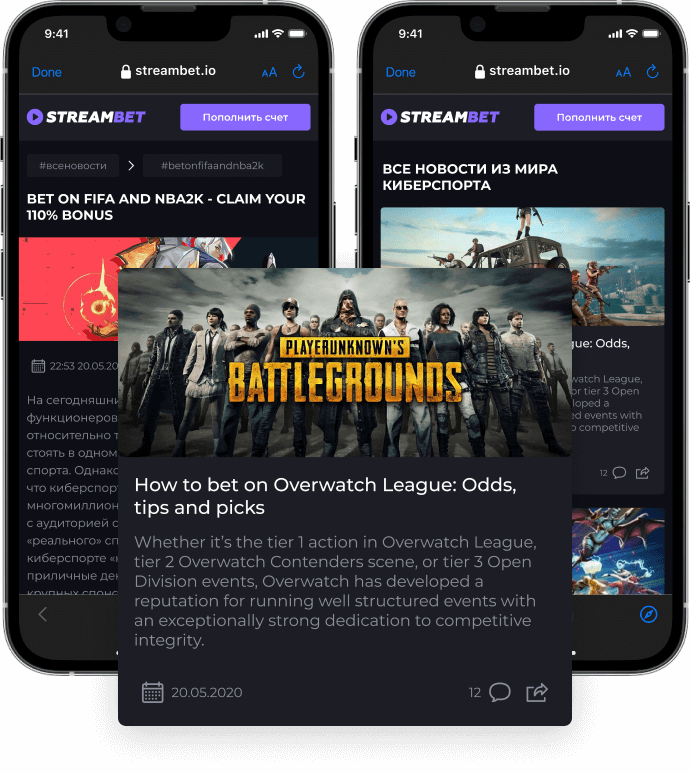 9:41
Done
streambet.io
AA
STREAMBET
Пополнить счет
#всеновости
#betonfifaandnba2k
BET ON FIFA AND NBA2K - CLAIM YOUR
110% BONUS
22:53 20.05.20
На
функционеров
относительно
стоять в одном
спорта.
что киберспорт
многомиллион
с аудиторией
«реального»
киберспорте
приличные
крупных
9:41
Done
streambet.io
AA
STREAMBET
Пополнить счет
ВСЕ НОВОСТИ ИЗ МИРА
КИБЕРСПОРТА
gue: Odds,
watch League,
or tier 3 Open
eloped a
ed events with
to competitive
12
PLAYERUNKNOWN'S
BATTLEGROUNDS
How to bet on Overwatch League: Odds,
tips and picks
Whether it's the tier 1 action in Overwatch League,
tier 2 Overwatch Contenders scene, or tier 3 Open
Division events, Overwatch has developed a
reputation for running well structured events with
an exceptionally strong dedication to competitive
integrity.
20.05.2020
12